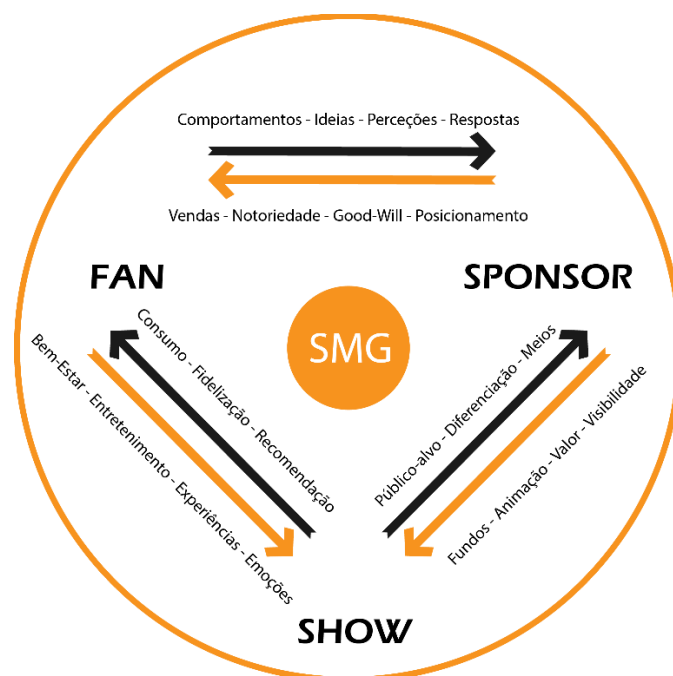 Comportamentos - Ideias - Perceções - Respostas
Vendas - Notoriedade - Good-Will - Posicionamento
FAN
SPONSOR
SMG
Consumo - Fidelização - Recomendação
Bem-Estar - Entretenimento - Experiências - Emoções
Público-alvo - Diferenciação - Meios
Fundos - Animação - Valor - Visibilidade
SHOW